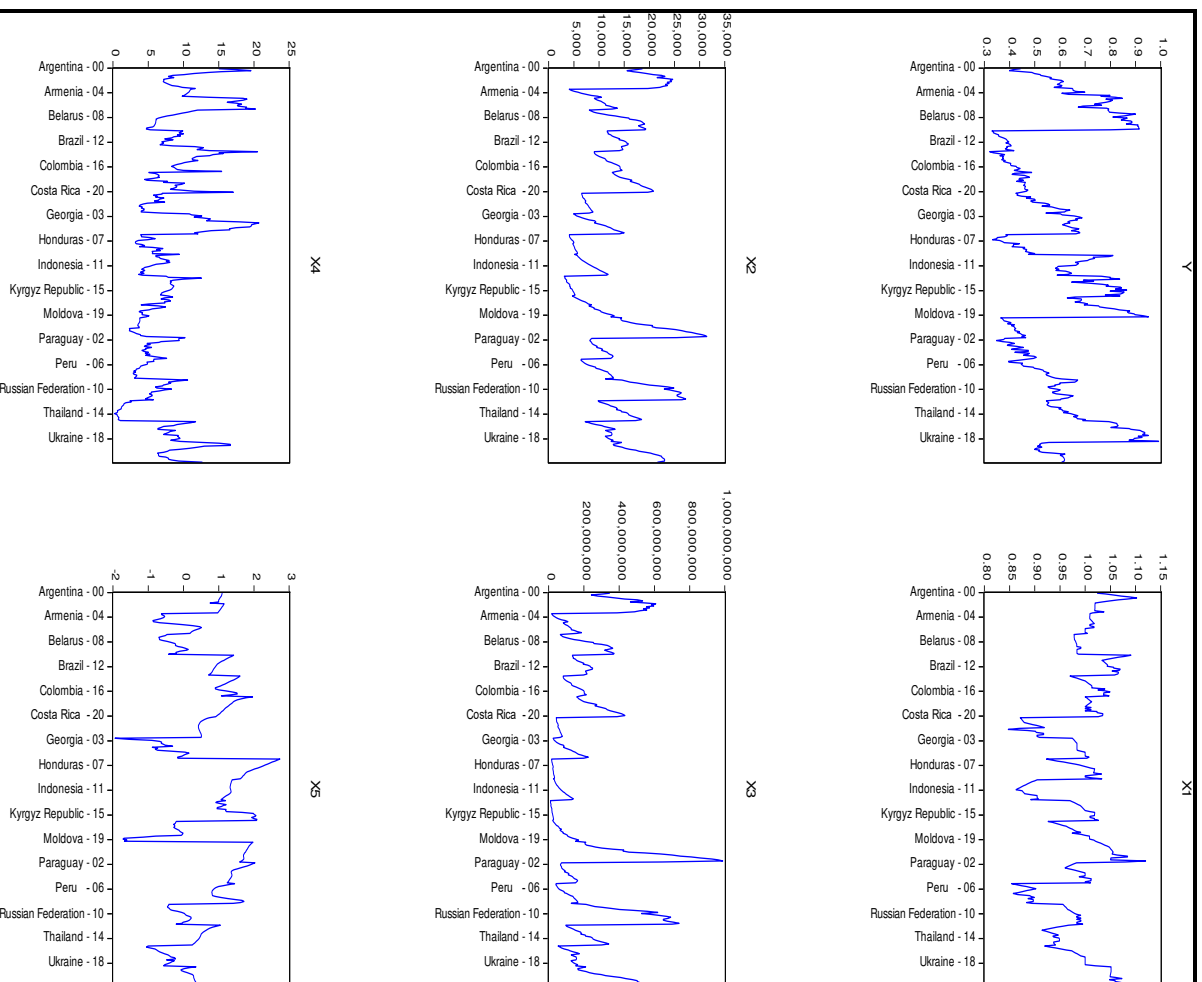 Y
1.0
0.9
0.8
0.7
0.6
0.5
0.4
0.3
Argentina - 00
Armenia - 04
Belarus - 08
Brazil - 12
Colombia - 16
Costa Rica - 20
Georgia - 03
Honduras - 07
Indonesia - 11
Kyrgyz Republic - 15
Moldova - 19
Paraguay - 02
Peru - 06
Russian Federation - 10
Thailand - 14
Ukraine - 18
X1
1.15
1.10
1.05
1.00
0.95
0.90
0.85
0.80
Argentina - 00
Armenia - 04
Belarus - 08
Brazil - 12
Colombia - 16
Costa Rica - 20
Georgia - 03
Honduras - 07
Indonesia - 11
Kyrgyz Republic - 15
Moldova - 19
Paraguay - 02
Peru - 06
Russian Federation - 10
Thailand - 14
Ukraine - 18
X2
35,000
30,000
25,000
20,000
15,000
10,000
5,000
0
Argentina - 00
Armenia - 04
Belarus - 08
Brazil - 12
Colombia - 16
Costa Rica - 20
Georgia - 03
Honduras - 07
Indonesia - 11
Kyrgyz Republic - 15
Moldova - 19
Paraguay - 02
Peru - 06
Russian Federation - 10
Thailand - 14
Ukraine - 18
X3
1,000,000,000
800,000,000
600,000,000
400,000,000
200,000,000
0
Argentina - 00
Armenia - 04
Belarus - 08
Brazil - 12
Colombia - 16
Costa Rica - 20
Georgia - 03
Honduras - 07
Indonesia - 11
Kyrgyz Republic - 15
Moldova - 19
Paraguay - 02
Peru - 06
Russian Federation - 10
Thailand - 14
Ukraine - 18
X4
25
20
15
10
5
0
Argentina - 00
Armenia - 04
Belarus - 08
Brazil - 12
Colombia - 16
Costa Rica - 20
Georgia - 03
Honduras - 07
Indonesia - 11
Kyrgyz Republic - 15
Moldova - 19
Paraguay - 02
Peru - 06
Russian Federation - 10
Thailand - 14
Ukraine - 18
X5
3
2
1
0
-1
-2
Argentina - 00
Armenia - 04
Belarus - 08
Brazil - 12
Colombia - 16
Costa Rica - 20
Georgia - 03
Honduras - 07
Indonesia - 11
Kyrgyz Republic - 15
Moldova - 19
Paraguay - 02
Peru - 06
Russian Federation - 10
Thailand - 14
Ukraine - 18